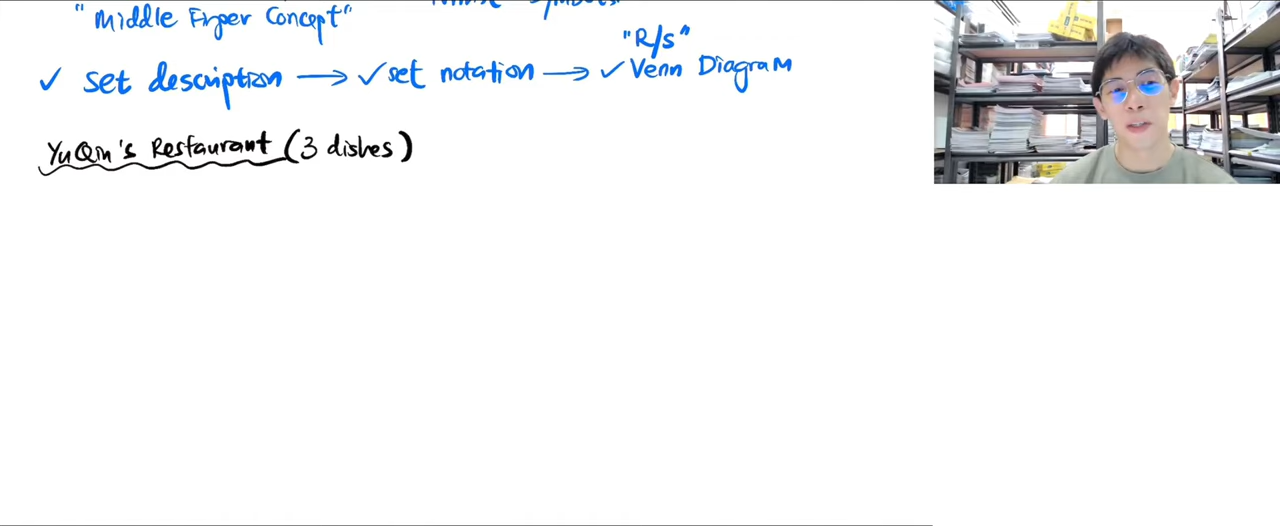 "Middle Finger Concept"
"R/s"
✓ set description → ✓ set notation → ✓ Venn Diagram
YuQin's Restaurant (3 dishes)